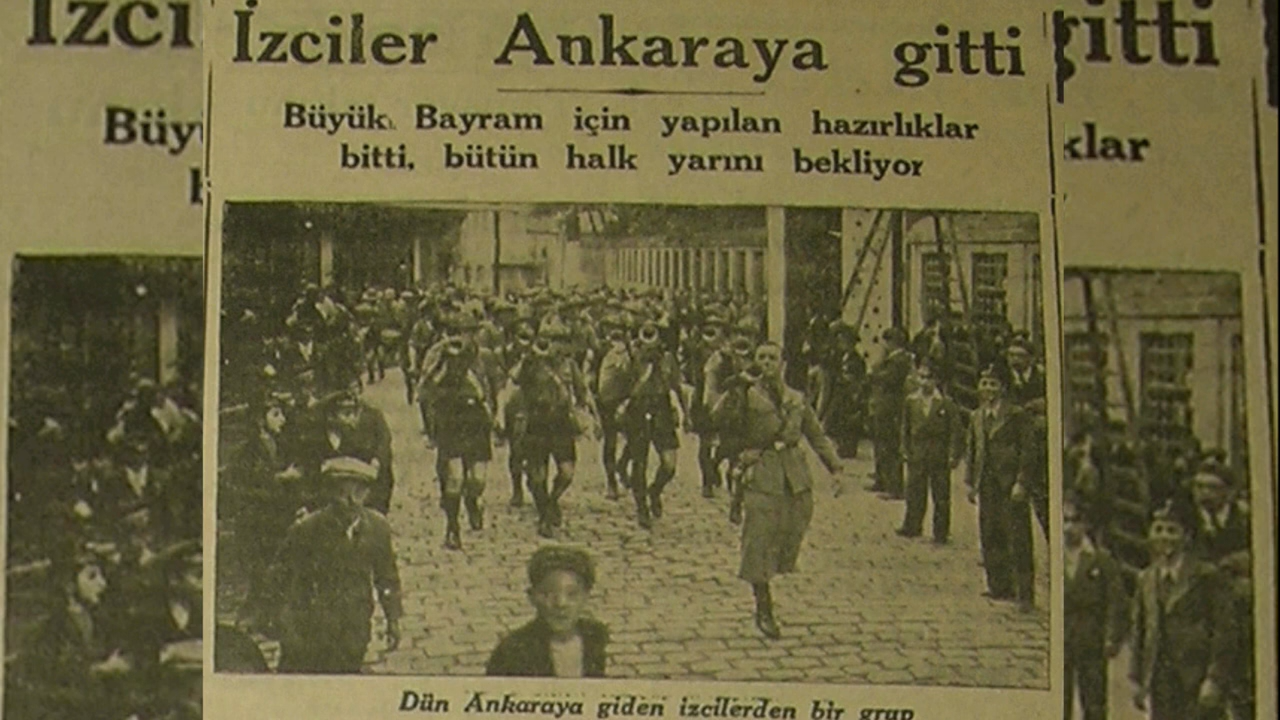 İzciler Ankaraya gitti
Büyük Bayram için yapılan hazırlıklar
bitti, bütün halk yarını bekliyor
Dün Ankaraya giden izcilerden bir grup